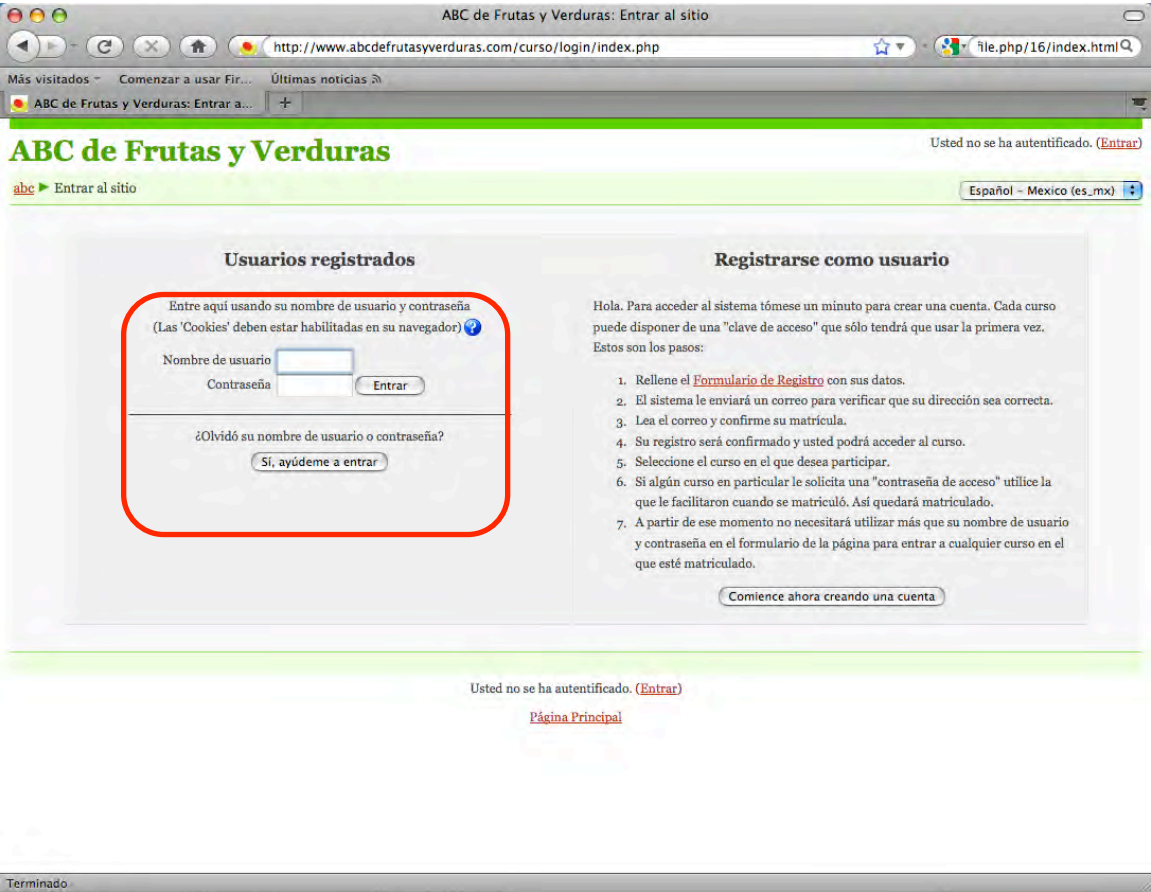 ABC de Frutas y Verduras: Entrar al sitio
http://www.abcdefrutasyverduras.com/curso/login/index.php
file.php/16/index.html
Más visitados Comenzar a usar Fir... Últimas noticias
ABC de Frutas y Verduras: Entrar a... +
ABC de Frutas y Verduras
Usted no se ha autentificado. (Entrar)
abc ► Entrar al sitio
Español - Mexico (es_mx)
Usuarios registrados
Entre aquí usando su nombre de usuario y contraseña
(Las 'Cookies' deben estar habilitadas en su navegador) ?
Nombre de usuario
Contraseña Entrar
¿Olvidó su nombre de usuario o contraseña?
Sí, ayúdeme a entrar
Registrarse como usuario
Hola. Para acceder al sistema tómese un minuto para crear una cuenta. Cada curso
puede disponer de una "clave de acceso" que sólo tendrá que usar la primera vez.
Estos son los pasos:
1. Rellene el Formulario de Registro con sus datos.
2. El sistema le enviará un correo para verificar que su dirección sea correcta.
3. Lea el correo y confirme su matrícula.
4. Su registro será confirmado y usted podrá acceder al curso.
5. Seleccione el curso en el que desea participar.
6. Si algún curso en particular le solicita una "contraseña de acceso" utilice la
que le facilitaron cuando se matriculó. Así quedará matriculado.
7. A partir de ese momento no necesitará utilizar más que su nombre de usuario
y contraseña en el formulario de la página para entrar a cualquier curso en el
que esté matriculado.
Comience ahora creando una cuenta
Usted no se ha autentificado. (Entrar)
Página Principal
Terminado